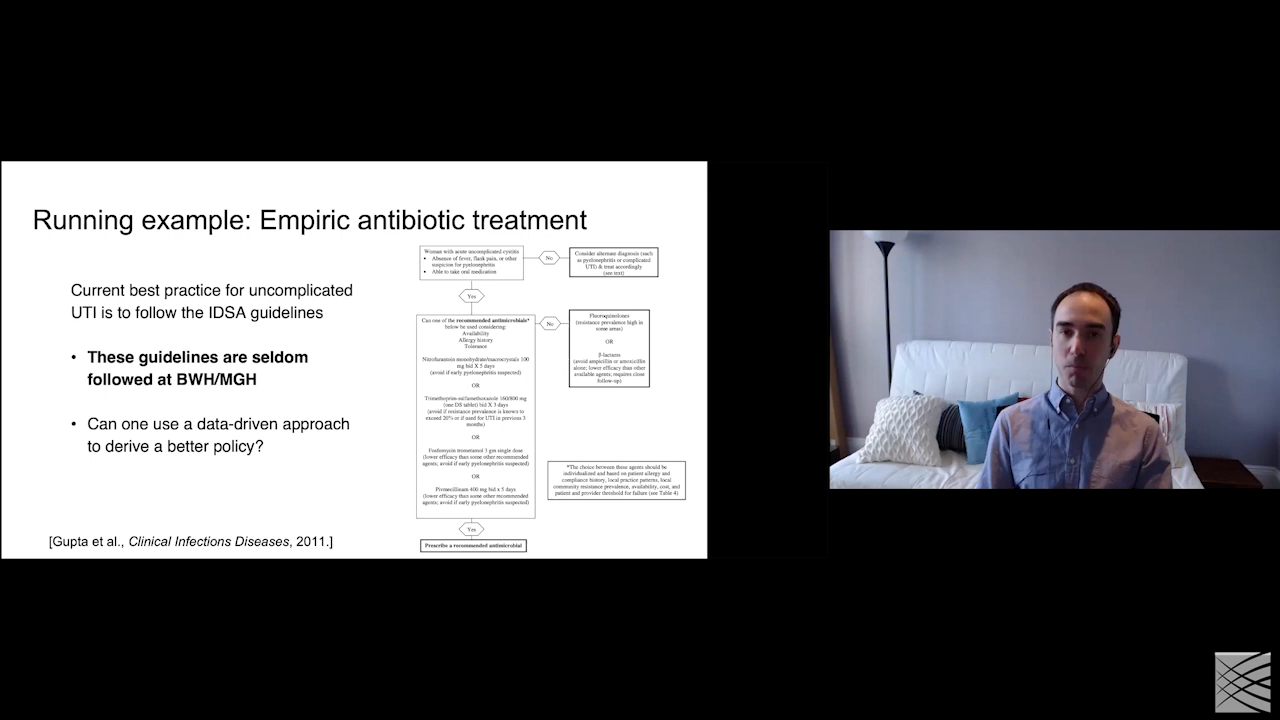 Running example: Empiric antibiotic treatment
Current best practice for uncomplicated
UTI is to follow the IDSA guidelines
• These guidelines are seldom
followed at BWH/MGH
• Can one use a data-driven approach
to derive a better policy?
[Gupta et al., Clinical Infections Diseases, 2011.]
Woman with acute uncomplicated cystitis
• Absence of fever, flank pain, or other
suspicion for pyelonephritis
• Able to take oral medication
No
Consider alternate diagnosis (such
as pyelonephritis or complicated
UTI) & treat accordingly
(see text)
Yes
Can one of the recommended antimicrobials*
below be used considering:
Availability
Allergy history
Tolerance
Nitrofurantoin monohydrate/macrocrystals 100
mg bid X 5 days
(avoid if early pyelonephritis suspected)
OR
Trimethoprim-sulfamethoxazole 160/800 mg
(one DS tablet) bid X 3 days
(avoid if resistance prevalence is known to
exceed 20% or if used for UTI in previous 3
months)
OR
Fosfomycin trometamol 3 gm single dose
(lower efficacy than some other recommended
agents; avoid if early pyelonephritis suspected)
OR
Pivmecillinam 400 mg bid x 5 days
(lower efficacy than some other recommended
agents; avoid if early pyelonephritis suspected)
No
Fluoroquinolones
(resistance prevalence high in
some areas)
OR
β-lactams
(avoid ampicillin or amoxicillin
alone; lower efficacy than other
available agents, requires close
follow-up)
*The choice between these agents should be
individualized and based on patient allergy and
compliance history, local practice patterns, local
community resistance prevalence, availability, cost, and
patient and provider threshold for failure (see Table 4)
Yes
Prescribe a recommended antimicrobial